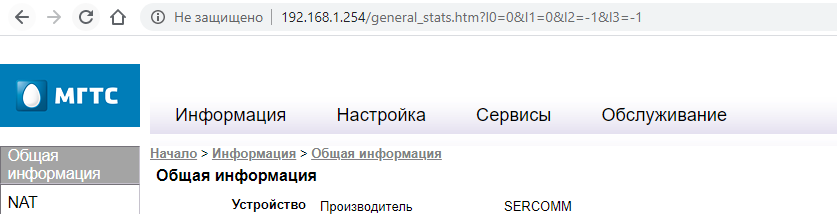 Не защищено 192.168.1.254/general_stats.htm?l0=0&l1=0&l2=-1&l3=-1
МГТС
Информация Настройка Сервисы Обслуживание
Общая информация
NAT
Начало > Информация > Общая информация
Общая информация
Устройство Производитель SERCOMM